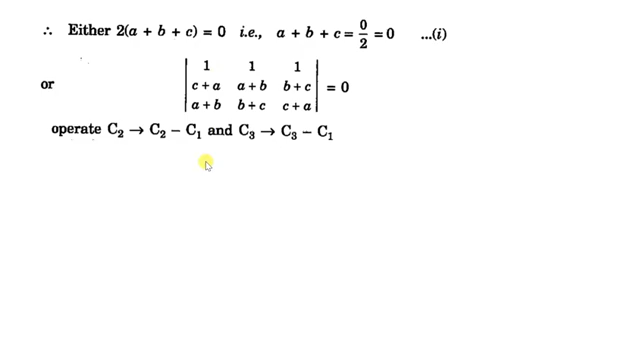 ∴ Either 2(a + b + c) = 0 i.e., a + b + c = 0/2 = 0 ...(i)
or | 1 1 1 |
| c + a a + b b + c | = 0
| a + b b + c c + a |
operate C₂ → C₂ − C₁ and C₃ → C₃ − C₁